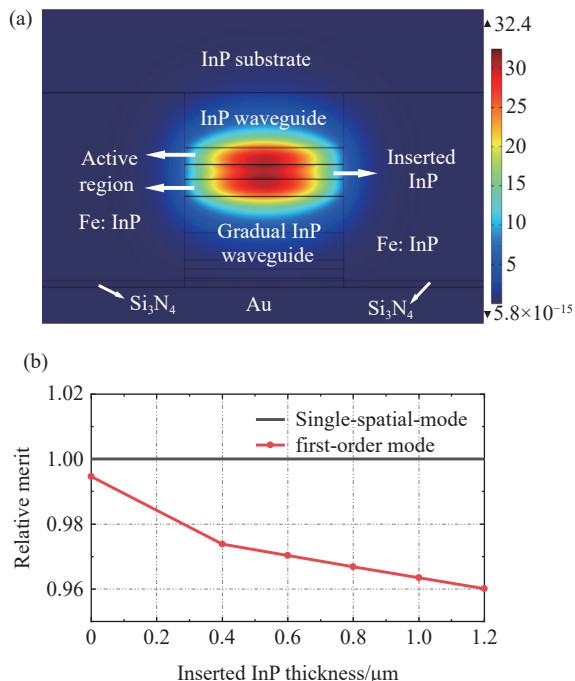 (a)
▲32.4
InP substrate
30
InP waveguide
25
Active
region
Inserted
InP
20
15
Fe: InP
Gradual InP
waveguide
Fe: InP
10
5
Si₃N₄
Au
Si₃N₄
▼5.8×10⁻¹⁵
(b)
1.02
Single-spatial-mode
first-order mode
1.00
0.98
0.96
Relative merit
0 0.2 0.4 0.6 0.8 1.0 1.2
Inserted InP thickness/μm